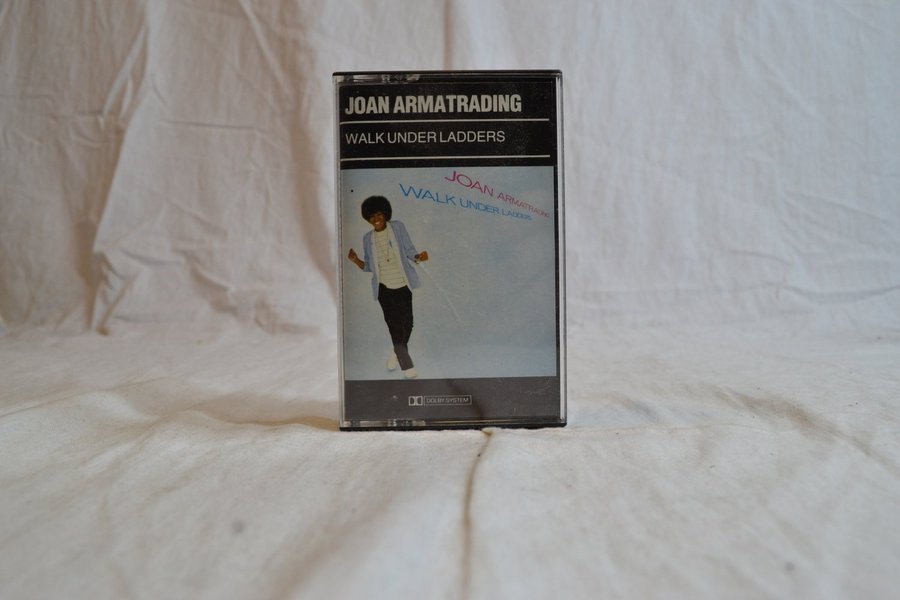 JOAN ARMATRADING
WALK UNDER LADDERS
JOAN ARMATRADING
WALK UNDER LADDERS
DOLBY SYSTEM